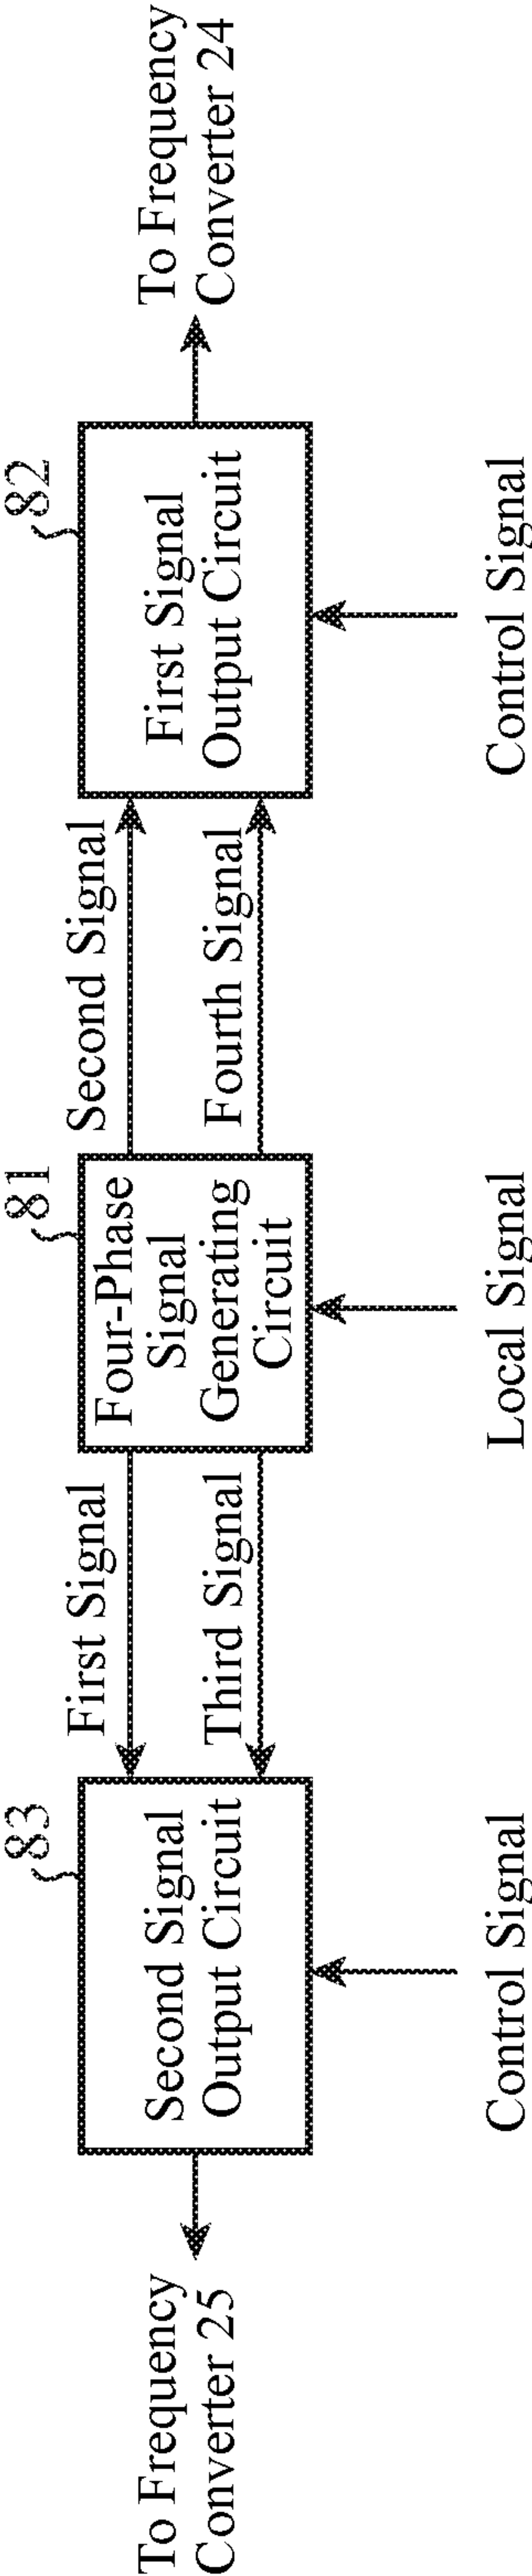 To Frequency
Converter 25
83
Second Signal
Output Circuit
Control Signal
First Signal
Third Signal
81
Four-Phase
Signal
Generating
Circuit
Local Signal
Second Signal
Fourth Signal
82
First Signal
Output Circuit
Control Signal
To Frequency
Converter 24